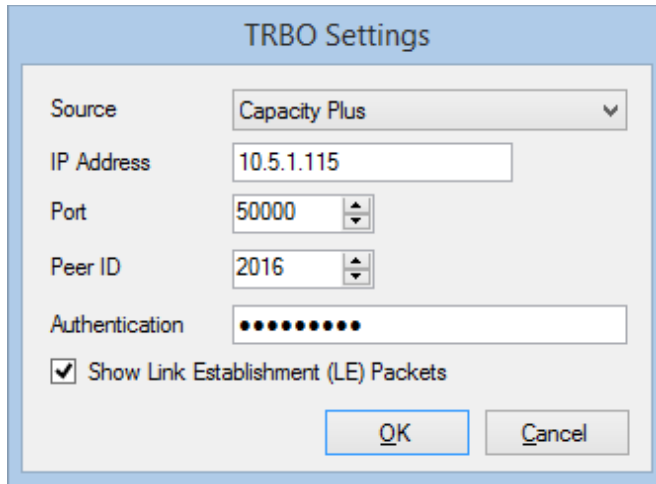 TRBO Settings
Source Capacity Plus
IP Address 10.5.1.115
Port 50000
Peer ID 2016
Authentication ●●●●●●●●●
Show Link Establishment (LE) Packets
OK Cancel